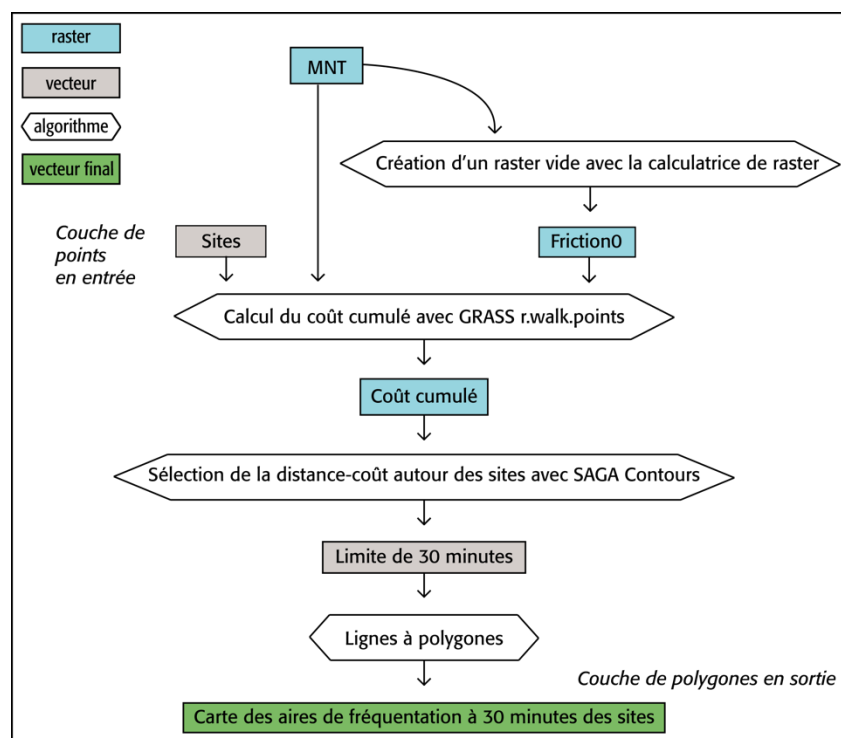 raster
vecteur
algorithme
vecteur final
MNT
Création d'un raster vide avec la calculatrice de raster
Couche de
points
en entrée
Sites
Friction0
Calcul du coût cumulé avec GRASS r.walk.points
Coût cumulé
Sélection de la distance-coût autour des sites avec SAGA Contours
Limite de 30 minutes
Lignes à polygones
Couche de polygones en sortie
Carte des aires de fréquentation à 30 minutes des sites